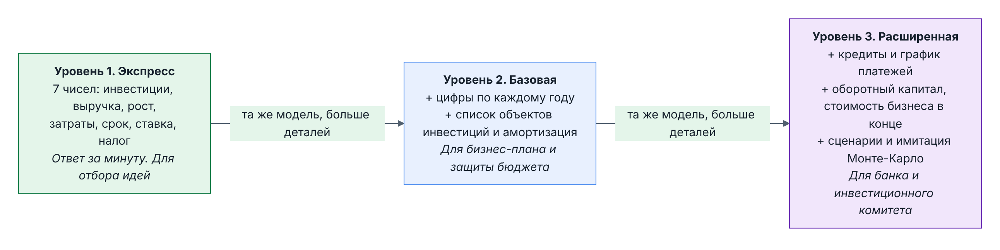 Уровень 1. Экспресс
7 чисел: инвестиции,
выручка, рост,
затраты, срок, ставка,
налог
Ответ за минуту. Для
отбора идей
та же модель, больше
деталей
Уровень 2. Базовая
+ цифры по каждому году
+ список объектов
инвестиций и амортизация
Для бизнес-плана и
защиты бюджета
та же модель, больше
деталей
Уровень 3. Расширенная
+ кредиты и график
платежей
+ оборотный капитал,
стоимость бизнеса в
конце
+ сценарии и имитация
Монте-Карло
Для банка и
инвестиционного
комитета